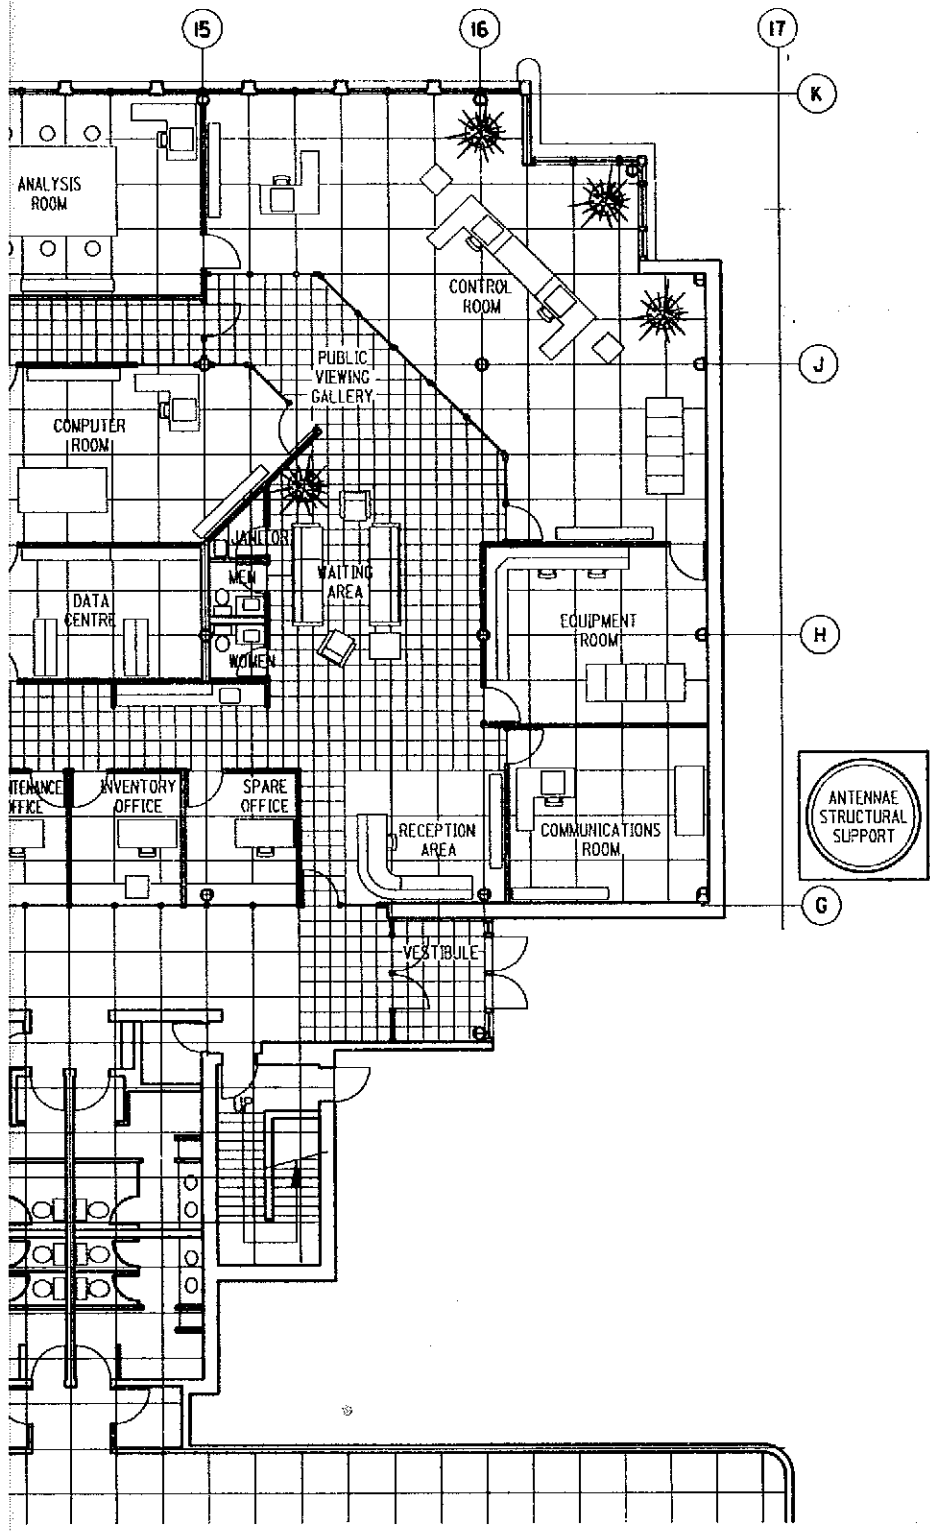 15
16
17
K
ANALYSIS
ROOM
CONTROL
ROOM
PUBLIC
VIEWING
GALLERY
J
COMPUTER
ROOM
JANITOR
MEN
WAITING
AREA
DATA
CENTRE
EQUIPMENT
ROOM
H
WOMEN
NTENANCE
FFICE
INVENTORY
OFFICE
SPARE
OFFICE
RECEPTION
AREA
COMMUNICATIONS
ROOM
ANTENNAE
STRUCTURAL
SUPPORT
G
VESTIBULE
UP